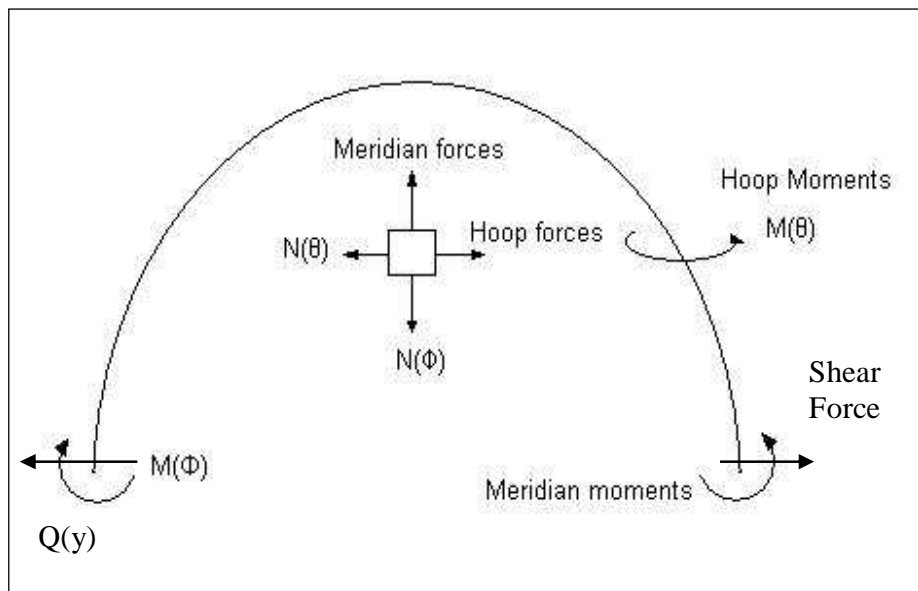 Meridian forces
Hoop Moments
N(θ)
Hoop forces
M(θ)
N(Φ)
Shear
Force
M(Φ)
Meridian moments
Q(y)